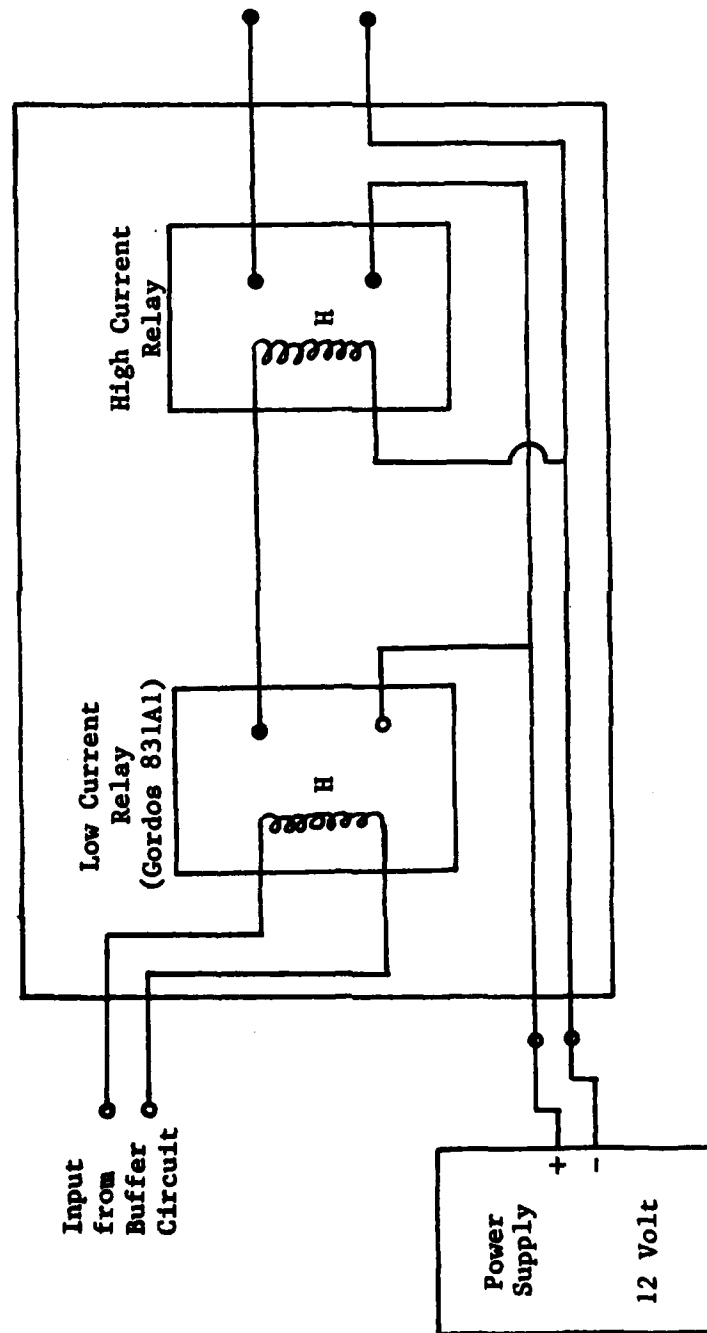 High Current
Relay
H
Low Current
Relay
(Gordos 831A1)
H
Input
from
Buffer
Circuit
+
-
Power
Supply
12 Volt